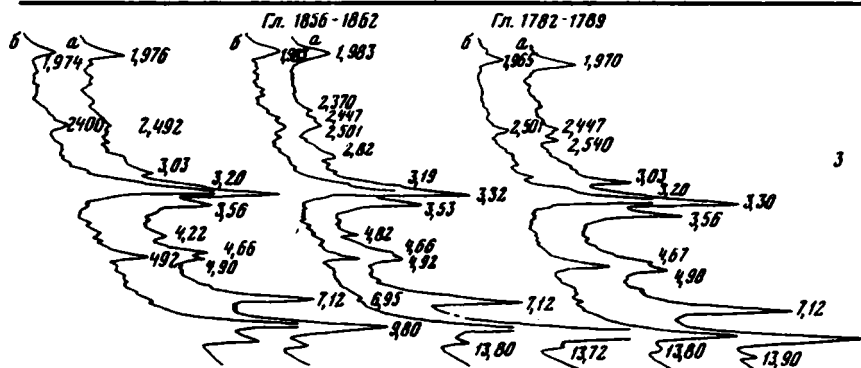 Гл. 1856-1862 Гл. 1782-1789
б а б а б а
1,974 1,976 1,983 1,965 1,970
2400 2,492 2,370 2,447 2,501 2,82 2,501 2,447 2,540
3,03 3,20 3,19 3,03 3,20 3
3,56 3,32 3,53 3,30 3,56
4,22 4,66 4,82 4,66 4,67
492 4,90 4,92 4,98
7,12 6,95 7,12 7,12
9,80
13,80 13,72 13,80 13,90